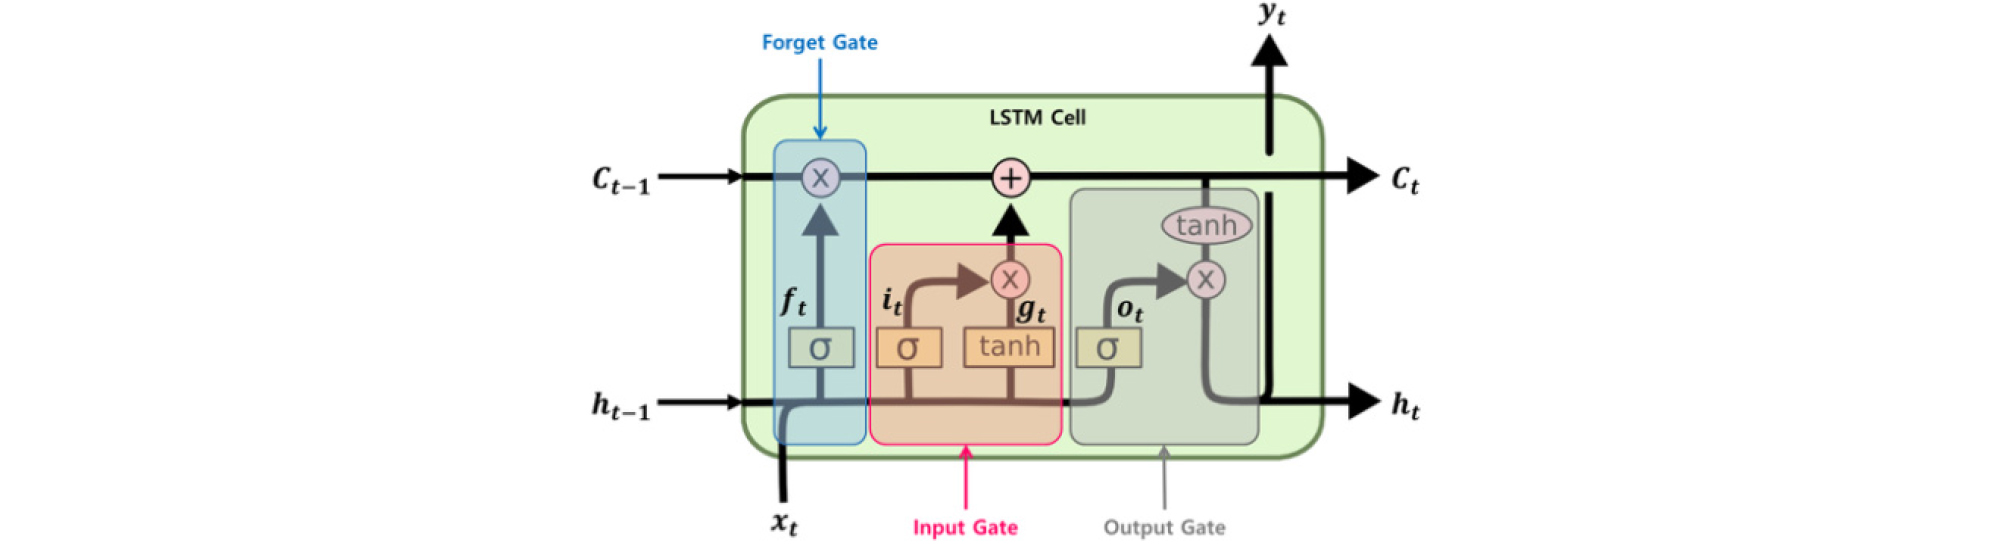 y_t
Forget Gate
LSTM Cell
C_{t-1}
x
+
C_t
tanh
x
x
f_t
i_t
g_t
o_t
σ
σ
tanh
σ
h_{t-1}
h_t
x_t
Input Gate
Output Gate